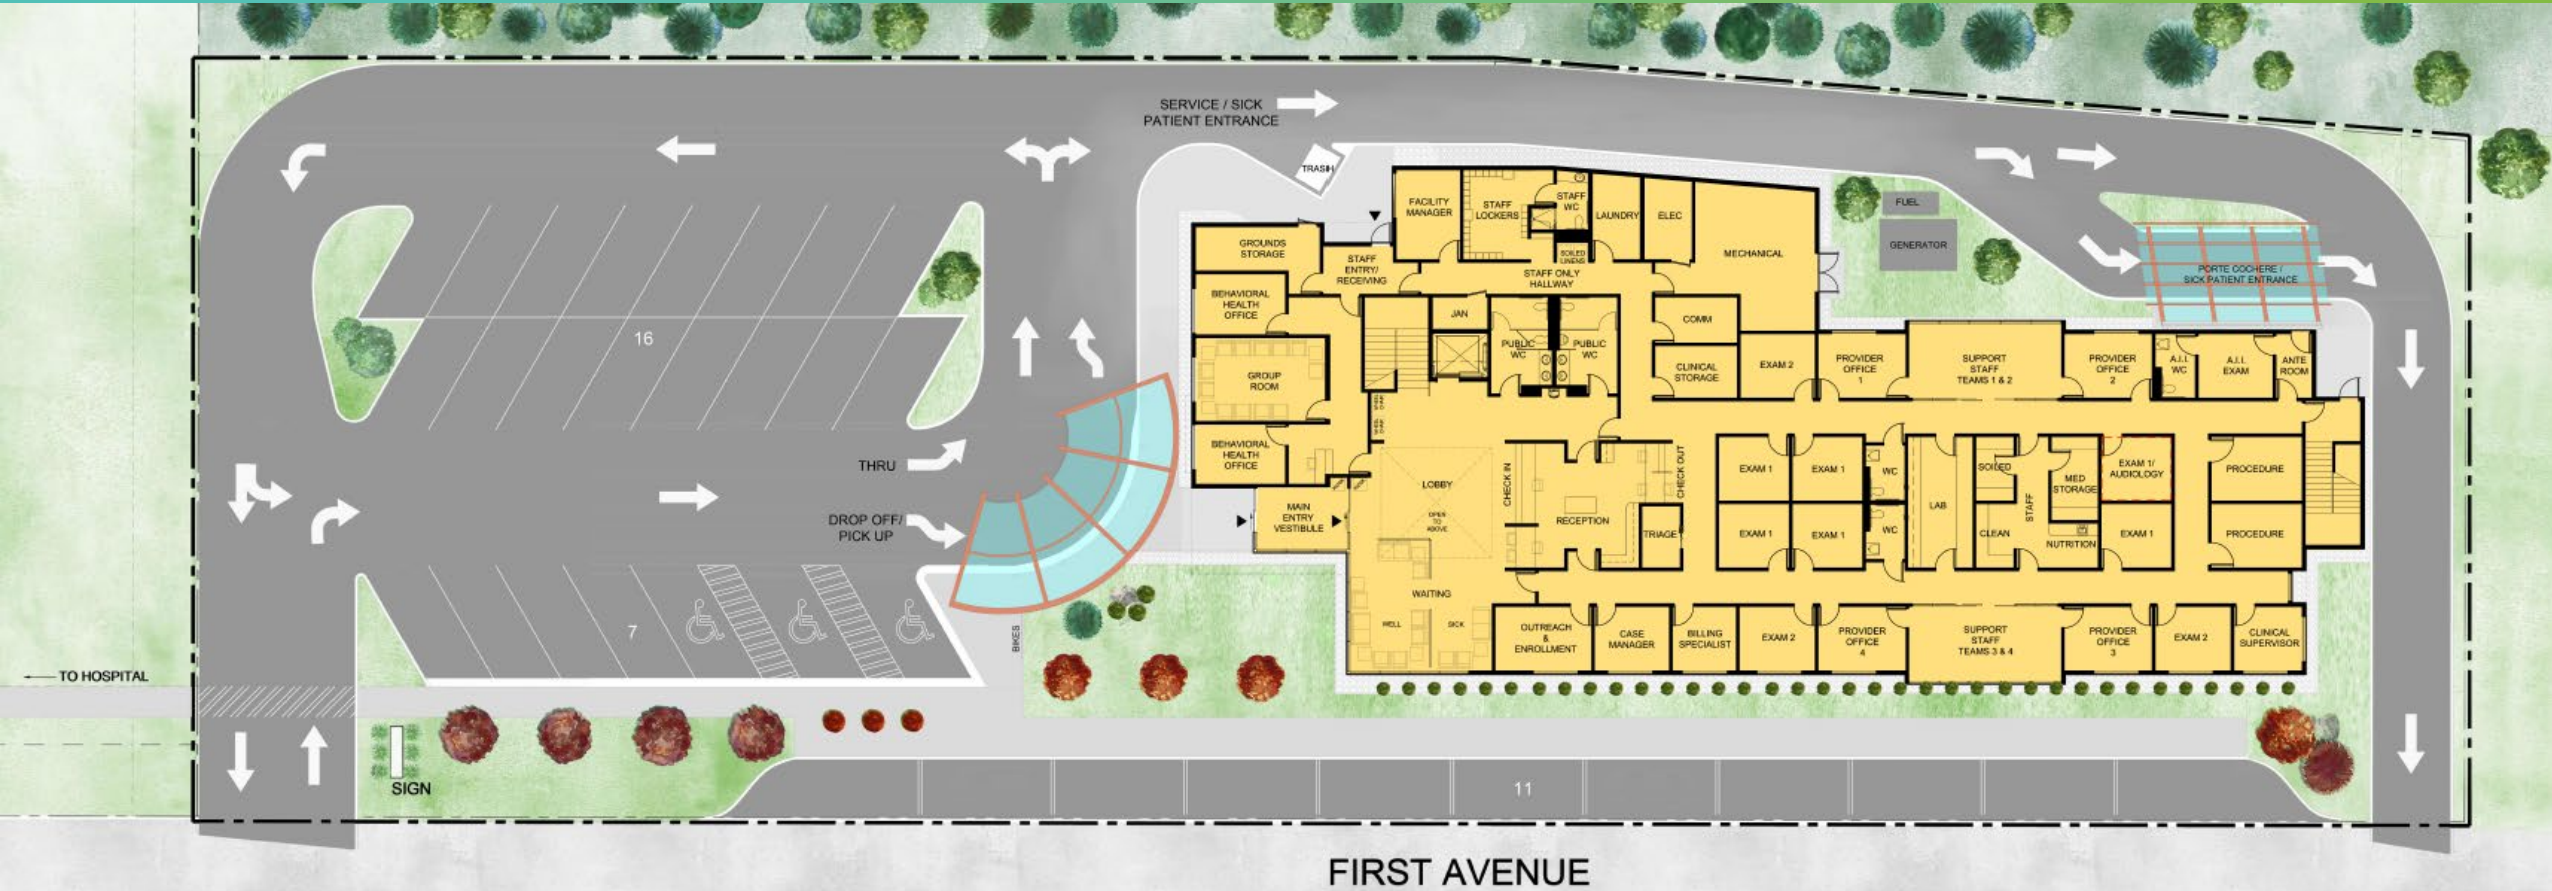 SERVICE / SICK
PATIENT ENTRANCE
TRASIH
FACILITY
MANAGER
STAFF
LOCKERS
STAFF
WC
LAUNDRY
ELEC
SOILED
LINENS
MECHANICAL
FUEL
GENERATOR
PORTE COCHERE /
SICK PATIENT ENTRANCE
GROUNDS
STORAGE
STAFF
ENTRY/
RECEIVING
STAFF ONLY
HALLWAY
BEHAVIORAL
HEALTH
OFFICE
JAN
PUBLIC
WC
PUBLIC
WC
COMM
CLINICAL
STORAGE
EXAM 2
PROVIDER
OFFICE
1
SUPPORT
STAFF
TEAMS 1 & 2
PROVIDER
OFFICE
2
A.I.I.
WC
A.I.I.
EXAM
ANTE
ROOM
16
GROUP
ROOM
BEHAVIORAL
HEALTH
OFFICE
THRU
DROP OFF/
PICK UP
MAIN
ENTRY
VESTIBULE
LOBBY
OPEN
TO
ABOVE
CHECK IN
RECEPTION
CHECK OUT
TRIAGE
EXAM 1
EXAM 1
WC
EXAM 1
EXAM 1
WC
LAB
SOILED
CLEAN
STAFF
MED
STORAGE
NUTRITION
EXAM 1/
AUDIOLOGY
EXAM 1
PROCEDURE
PROCEDURE
WAITING
WELL
SICK
OUTREACH
&
ENROLLMENT
CASE
MANAGER
BILLING
SPECIALIST
EXAM 2
PROVIDER
OFFICE
4
SUPPORT
STAFF
TEAMS 3 & 4
PROVIDER
OFFICE
3
EXAM 2
CLINICAL
SUPERVISOR
7
BIKES
TO HOSPITAL
SIGN
11
FIRST AVENUE